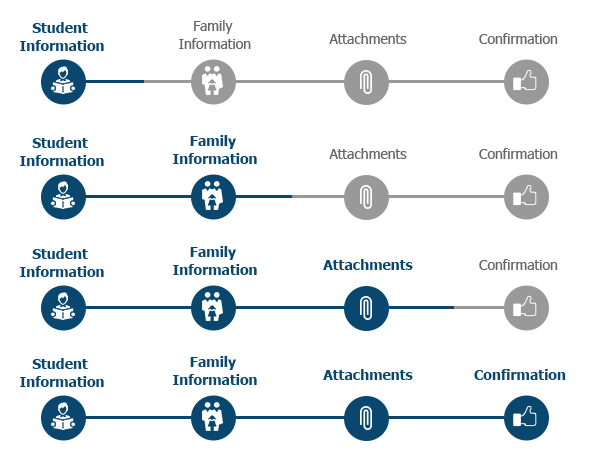 Student
Information
Family
Information
Attachments
Confirmation
Student
Information
Family
Information
Attachments
Confirmation
Student
Information
Family
Information
Attachments
Confirmation
Student
Information
Family
Information
Attachments
Confirmation